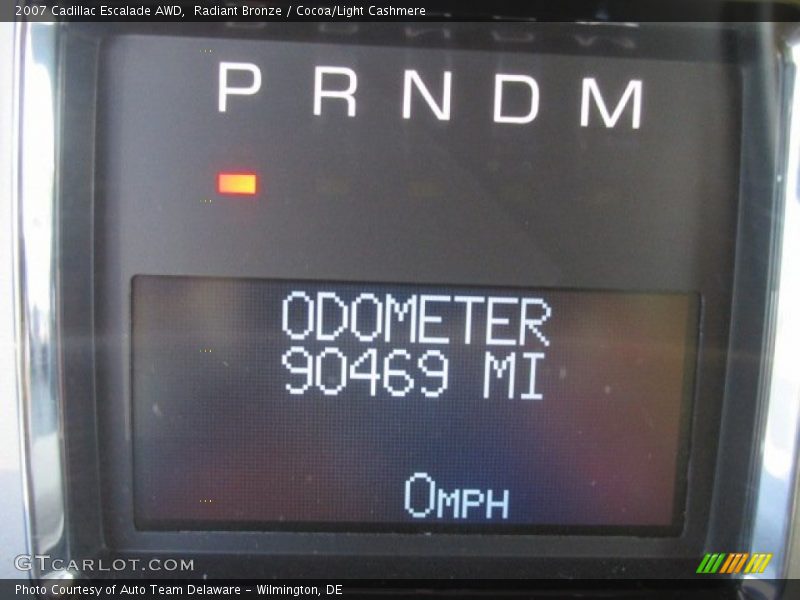 2007 Cadillac Escalade AWD, Radiant Bronze / Cocoa/Light Cashmere
P R N D M
ODOMETER
90469 MI
0MPH
GTCARLOT.COM
Photo Courtesy of Auto Team Delaware - Wilmington, DE